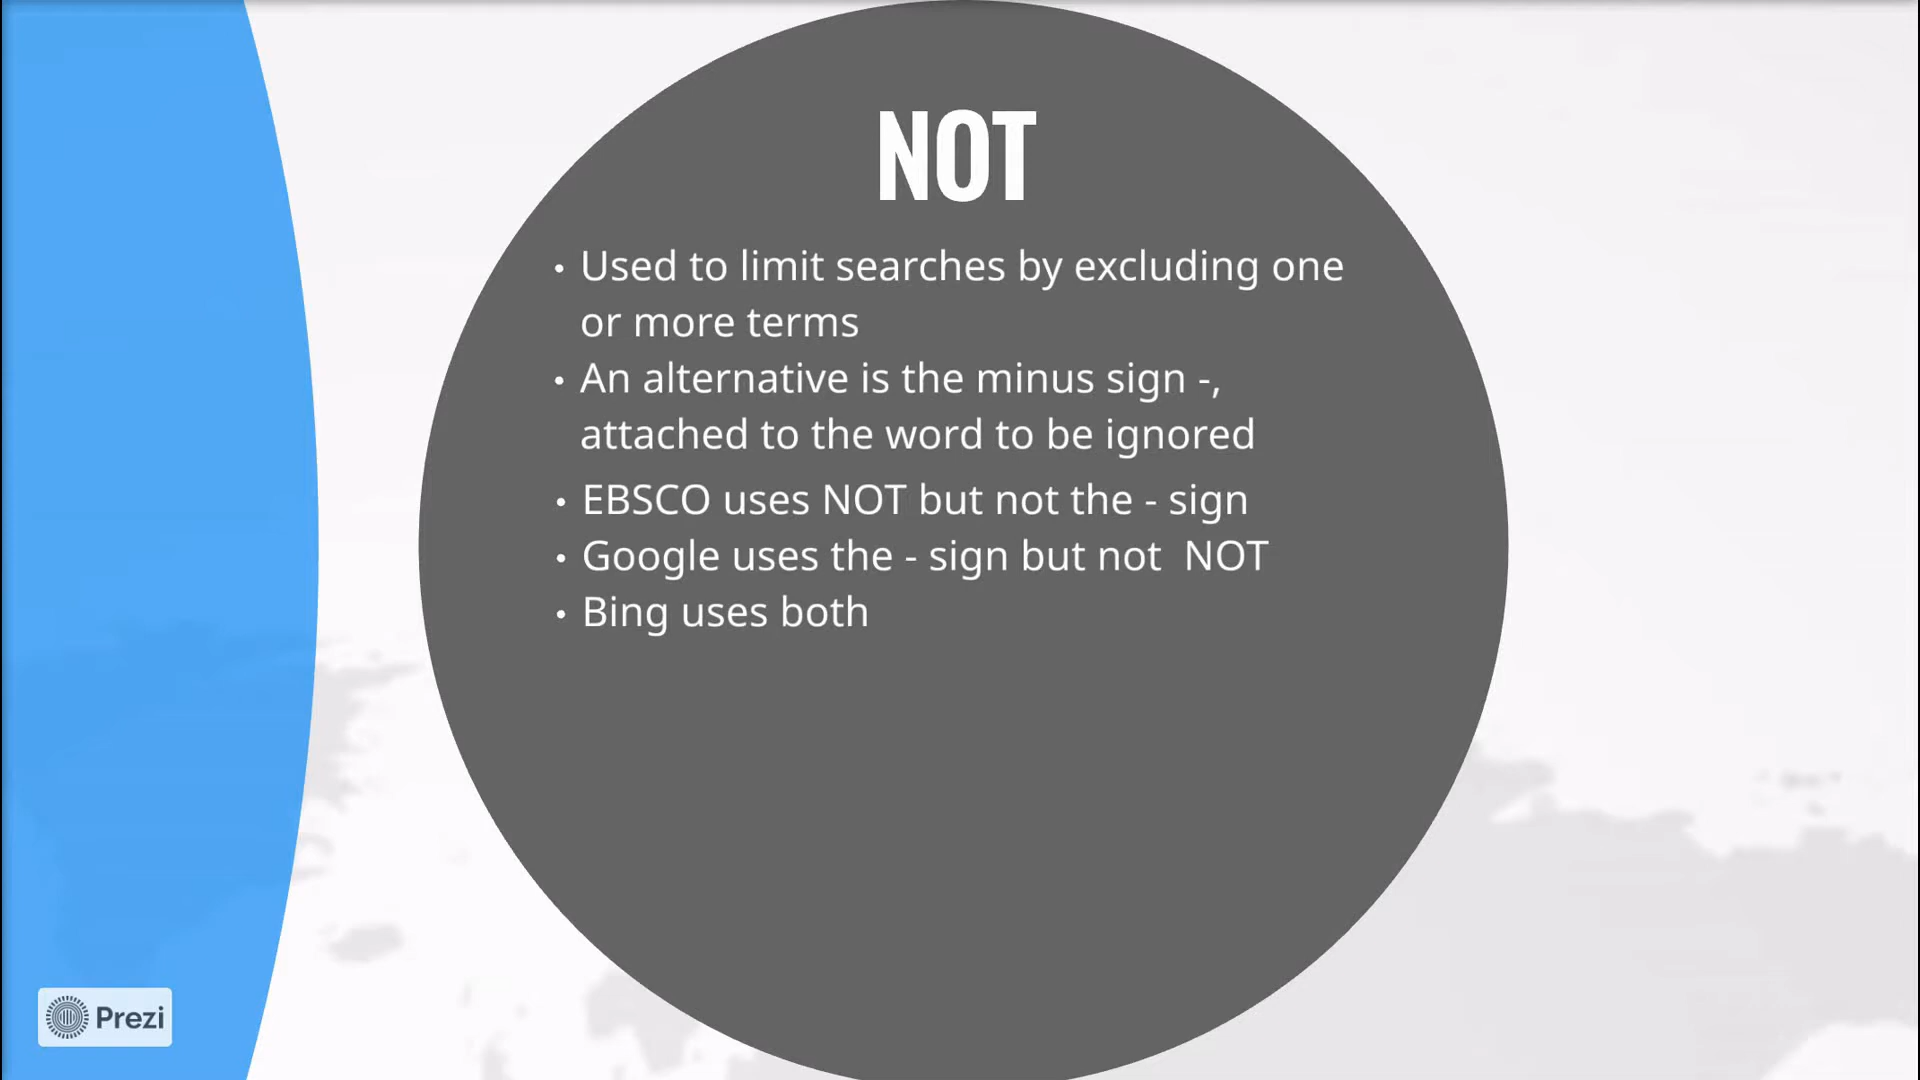 NOT
• Used to limit searches by excluding one
or more terms
• An alternative is the minus sign -,
attached to the word to be ignored
• EBSCO uses NOT but not the - sign
• Google uses the - sign but not  NOT
• Bing uses both
Prezi